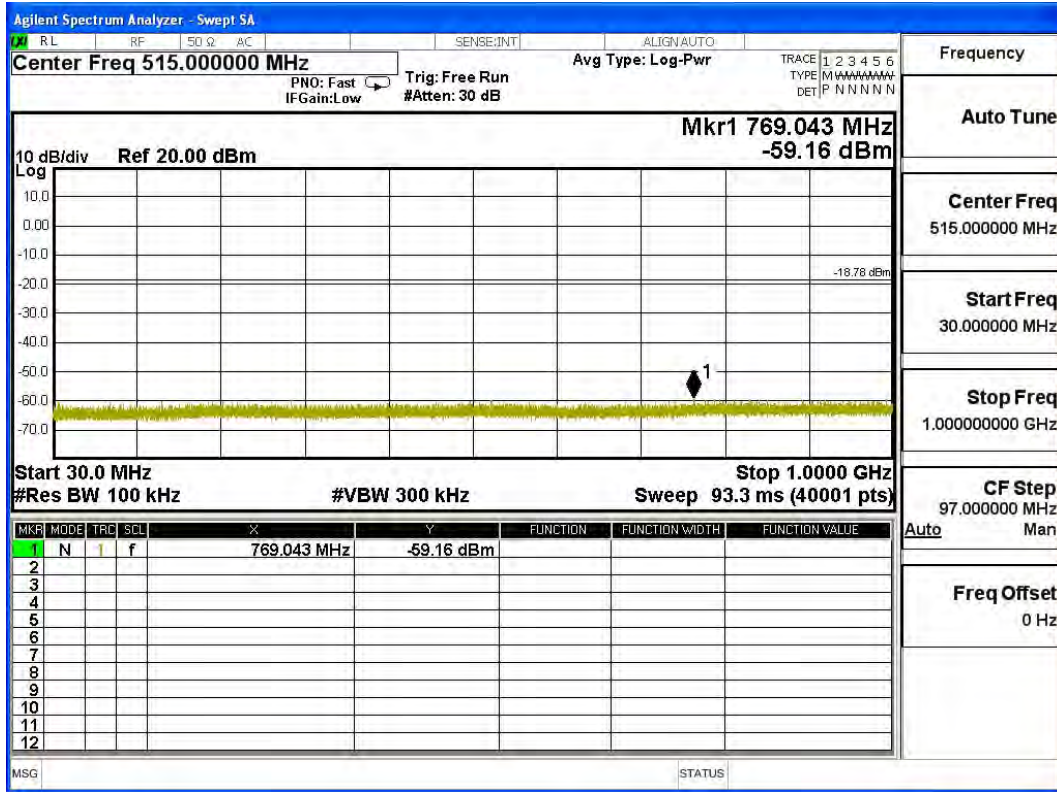 Agilent Spectrum Analyzer - Swept SA
RL RF 50 Ω AC SENSE:INT ALIGN AUTO
Center Freq 515.000000 MHz
PNO: Fast
IFGain:Low
Trig: Free Run
#Atten: 30 dB
Avg Type: Log-Pwr
TRACE 1 2 3 4 5 6
TYPE MWWWWW
DET P N N N N N
Mkr1 769.043 MHz
-59.16 dBm
10 dB/div Ref 20.00 dBm
Log
10.0
0.00
-10.0
-18.78 dBm
-20.0
-30.0
-40.0
-50.0
1
-60.0
-70.0
Start 30.0 MHz Stop 1.0000 GHz
#Res BW 100 kHz #VBW 300 kHz Sweep 93.3 ms (40001 pts)
MKR MODE TRC SCL X Y FUNCTION FUNCTION WIDTH FUNCTION VALUE
1 N 1 f 769.043 MHz -59.16 dBm
2
3
4
5
6
7
8
9
10
11
12
MSG STATUS
Frequency
Auto Tune
Center Freq
515.000000 MHz
Start Freq
30.000000 MHz
Stop Freq
1.000000000 GHz
CF Step
97.000000 MHz
Auto Man
Freq Offset
0 Hz